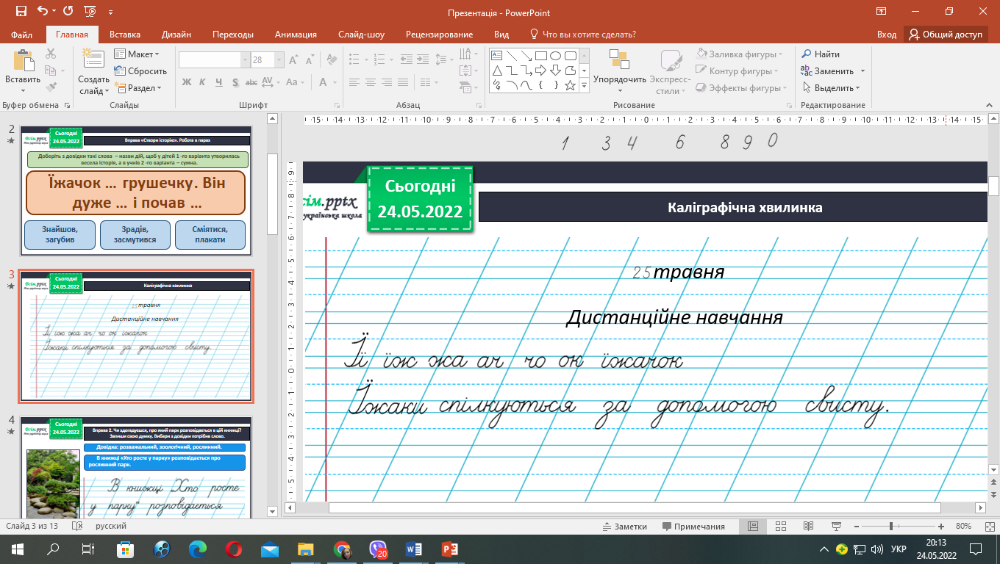 Презентація - PowerPoint
Файл Главная Вставка Дизайн Переходы Анимация Слайд-шоу Рецензирование Вид Что вы хотите сделать? Вход Общий доступ
Вставить
Создать слайд
Макет
Сбросить
Раздел
28
Ж К Ч S abc AV Aa А
Упорядочить
Экспресс-стили
Заливка фигуры
Контур фигуры
Эффекты фигуры
Найти
Заменить
Выделить
Буфер обмена Слайды Шрифт Абзац Рисование Редактирование
2
Сьогодні
24.05.2022
Вправа «Створи історію». Робота в парах
Доберіть з довідки такі слова – назви дій, щоб у дітей 1 -го варіанта утворилась
весела історія, а в учнів 2 -го варіанта – сумна.
Їжачок … грушечку. Він
дуже … і почав …
Знайшов,
загубив
Зрадів,
засмутився
Сміятися,
плакати
3
Сьогодні
24.05.2022
Каліграфічна хвилинка
25 травня
Дистанційне навчання
Її їж жа ач чо ок їжачок
Їжаки спілкуються за допомогою свисту.
4
Сьогодні
24.05.2022
Вправа 2. Чи здогадуєшся, про який парк розповідається в цій книжці?
Запиши свою думку. Вибери з довідки потрібне слово.
Довідка: розважальний, зоологічний, рослинний.
В книжці «Хто росте у парку» розповідається про
рослинний парк.
В книжці „Хто росте
у парку" розповідається
1 3 4 6 8 9 0
Сьогодні
24.05.2022
Всім.pptx
українська школа
Каліграфічна хвилинка
25 травня
Дистанційне навчання
Її їж жа ач чо ок їжачок
Їжаки спілкуються за допомогою свисту.
Слайд 3 из 13 русский Заметки Примечания 80%
20 УКР 20:13
24.05.2022